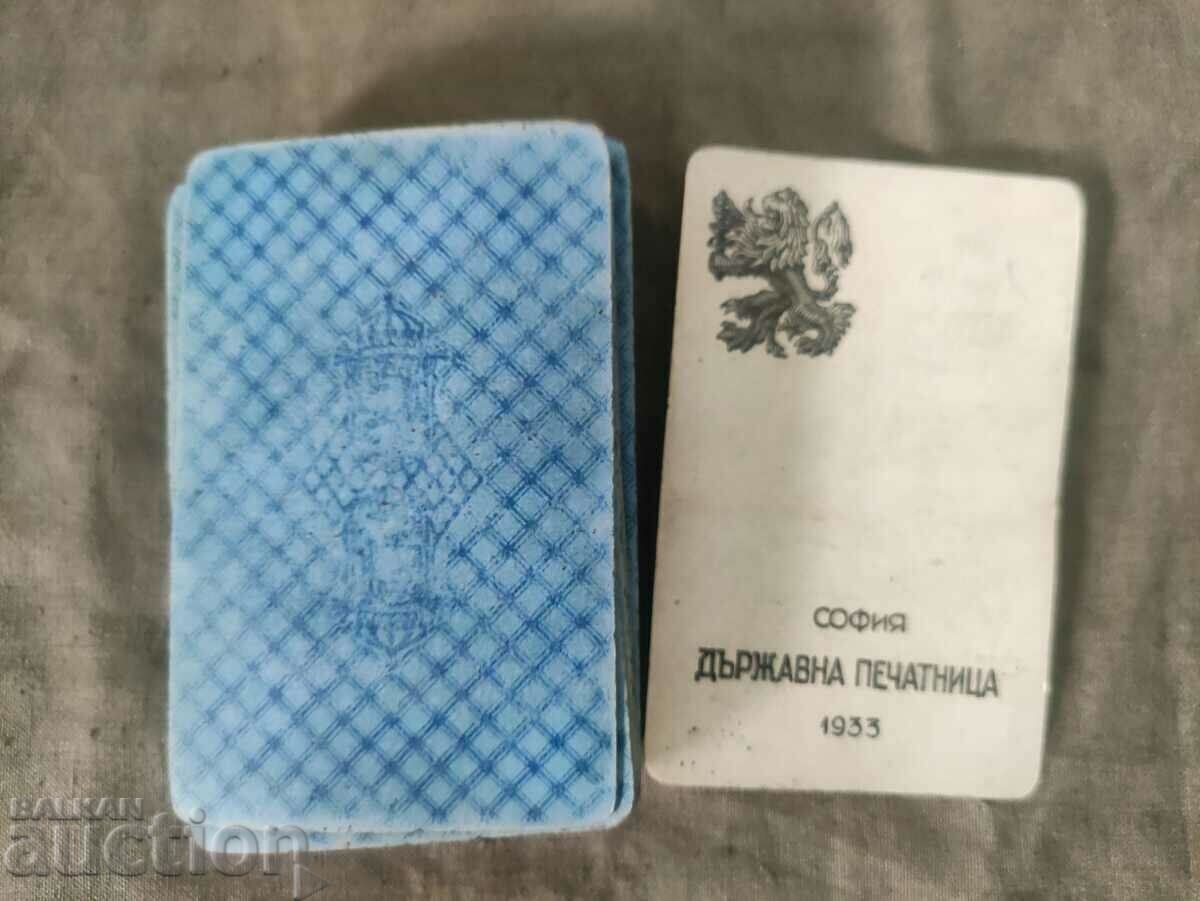 СОФИЯ
ДЪРЖАВНА ПЕЧАТНИЦА
1933
BALKAN
auction